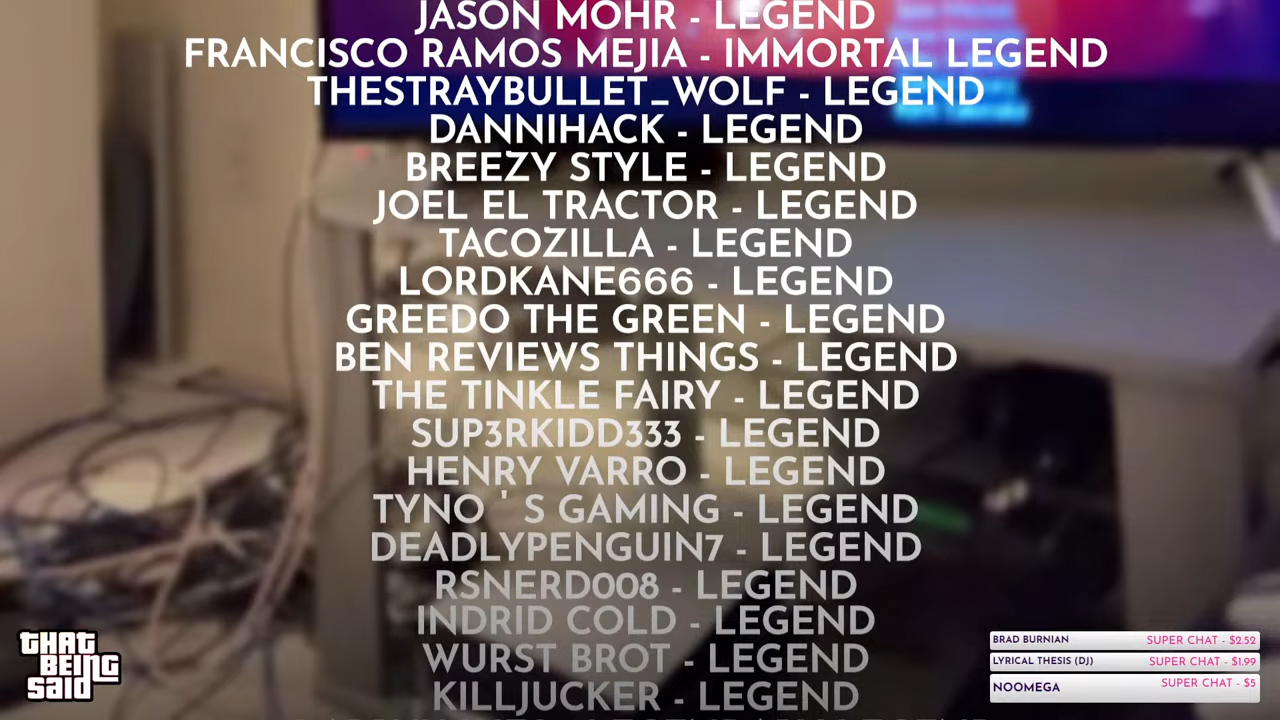 JASON MOHR - LEGEND
FRANCISCO RAMOS MEJIA - IMMORTAL LEGEND
THESTRAYBULLET_WOLF - LEGEND
DANNIHACK - LEGEND
BREEZY STYLE - LEGEND
JOEL EL TRACTOR - LEGEND
TACOZILLA - LEGEND
LORDKANE666 - LEGEND
GREEDO THE GREEN - LEGEND
BEN REVIEWS THINGS - LEGEND
THE TINKLE FAIRY - LEGEND
SUP3RKIDD333 - LEGEND
HENRY VARRO - LEGEND
TYNO ' S GAMING - LEGEND
DEADLYPENGUIN7 - LEGEND
RSNERD008 - LEGEND
INDRID COLD - LEGEND
WURST BROT - LEGEND
KILLJUCKER - LEGEND
THAT
BEING
SAID
BRAD BURNIAN SUPER CHAT - $2.52
LYRICAL THESIS (DJ) SUPER CHAT - $1.99
NOOMEGA SUPER CHAT - $5